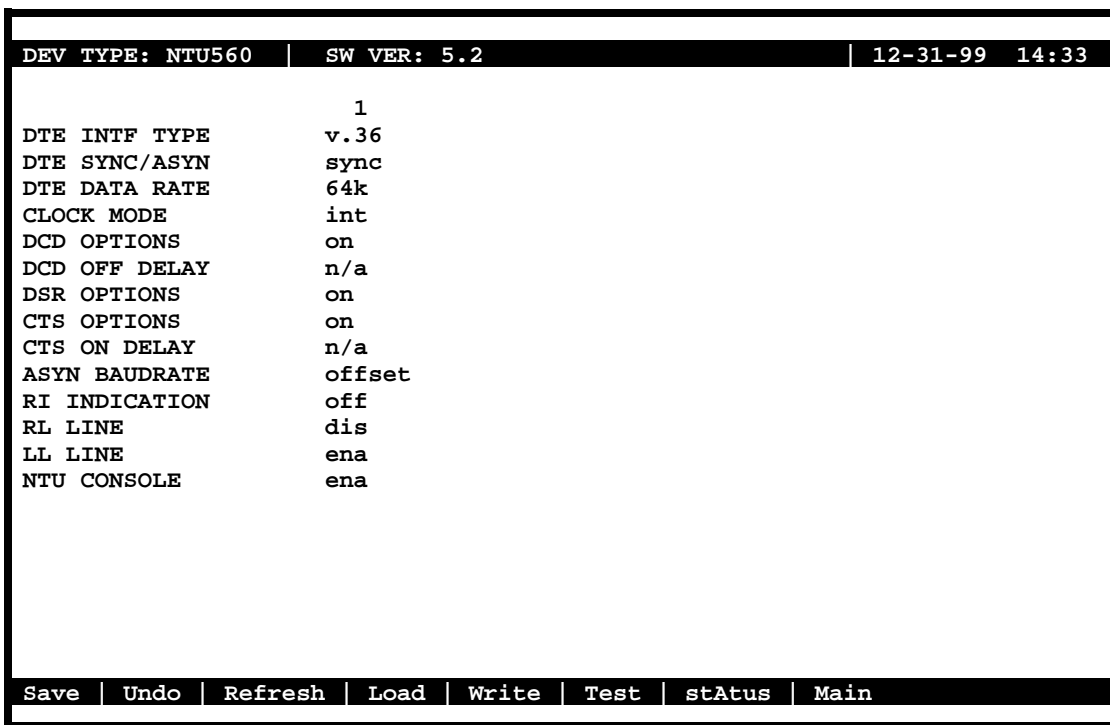 DEV TYPE: NTU560 | SW VER: 5.2 | 12-31-99 14:33
1
DTE INTF TYPE v.36
DTE SYNC/ASYN sync
DTE DATA RATE 64k
CLOCK MODE int
DCD OPTIONS on
DCD OFF DELAY n/a
DSR OPTIONS on
CTS OPTIONS on
CTS ON DELAY n/a
ASYN BAUDRATE offset
RI INDICATION off
RL LINE dis
LL LINE ena
NTU CONSOLE ena
Save | Undo | Refresh | Load | Write | Test | stAtus | Main